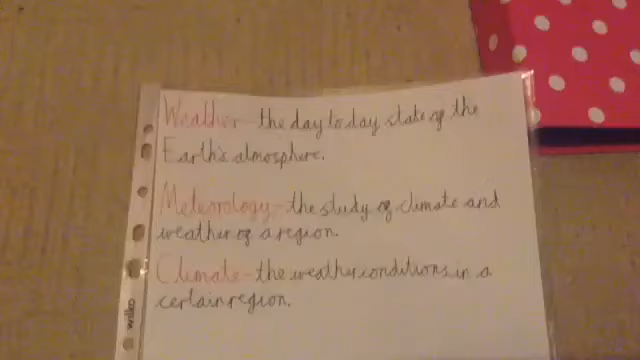 Weather - the day to day state of the
Earth's atmosphere.
Meteorology - the study of climate and
weather of a region.
Climate - the weather conditions in a
certain region.
wilko